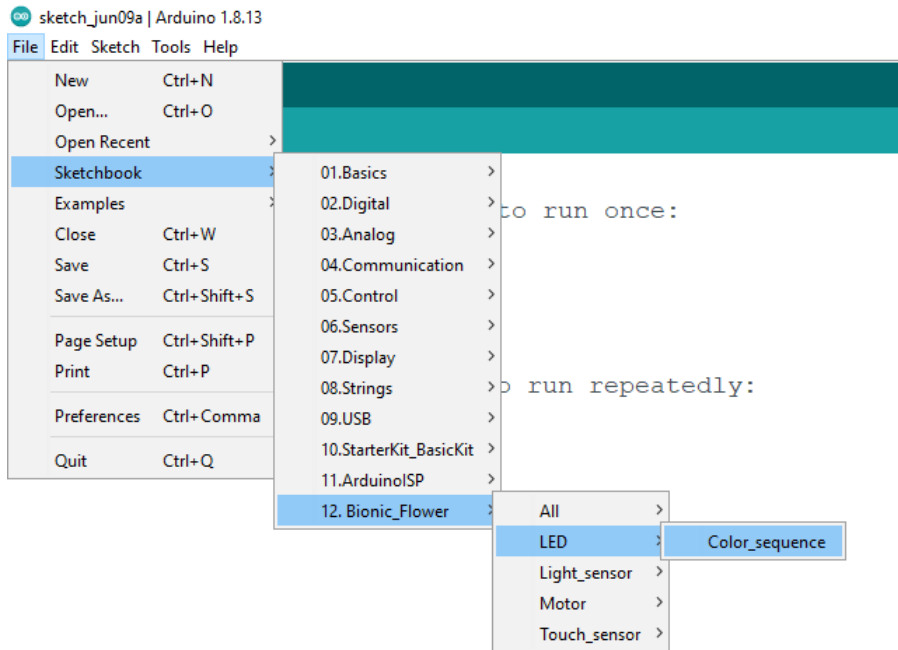 sketch_jun09a | Arduino 1.8.13
File Edit Sketch Tools Help
New Ctrl+N
Open... Ctrl+O
Open Recent
Sketchbook
Examples
Close Ctrl+W
Save Ctrl+S
Save As... Ctrl+Shift+S
Page Setup Ctrl+Shift+P
Print Ctrl+P
Preferences Ctrl+Comma
Quit Ctrl+Q
01.Basics
02.Digital
03.Analog
04.Communication
05.Control
06.Sensors
07.Display
08.Strings
09.USB
10.StarterKit_BasicKit
11.ArduinoISP
12. Bionic_Flower
All
LED
Light_sensor
Motor
Touch_sensor
Color_sequence
to run once:
run repeatedly: